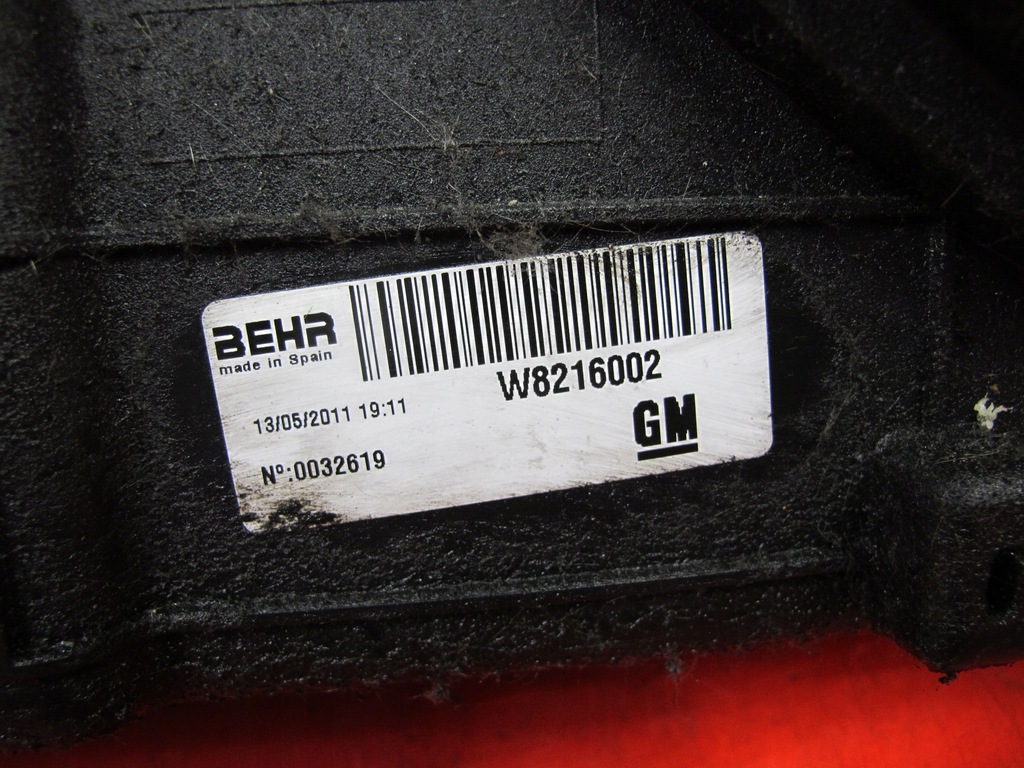 BEHR
made in Spain
W8216002
13/05/2011 19:11
GM
Nº:0032619